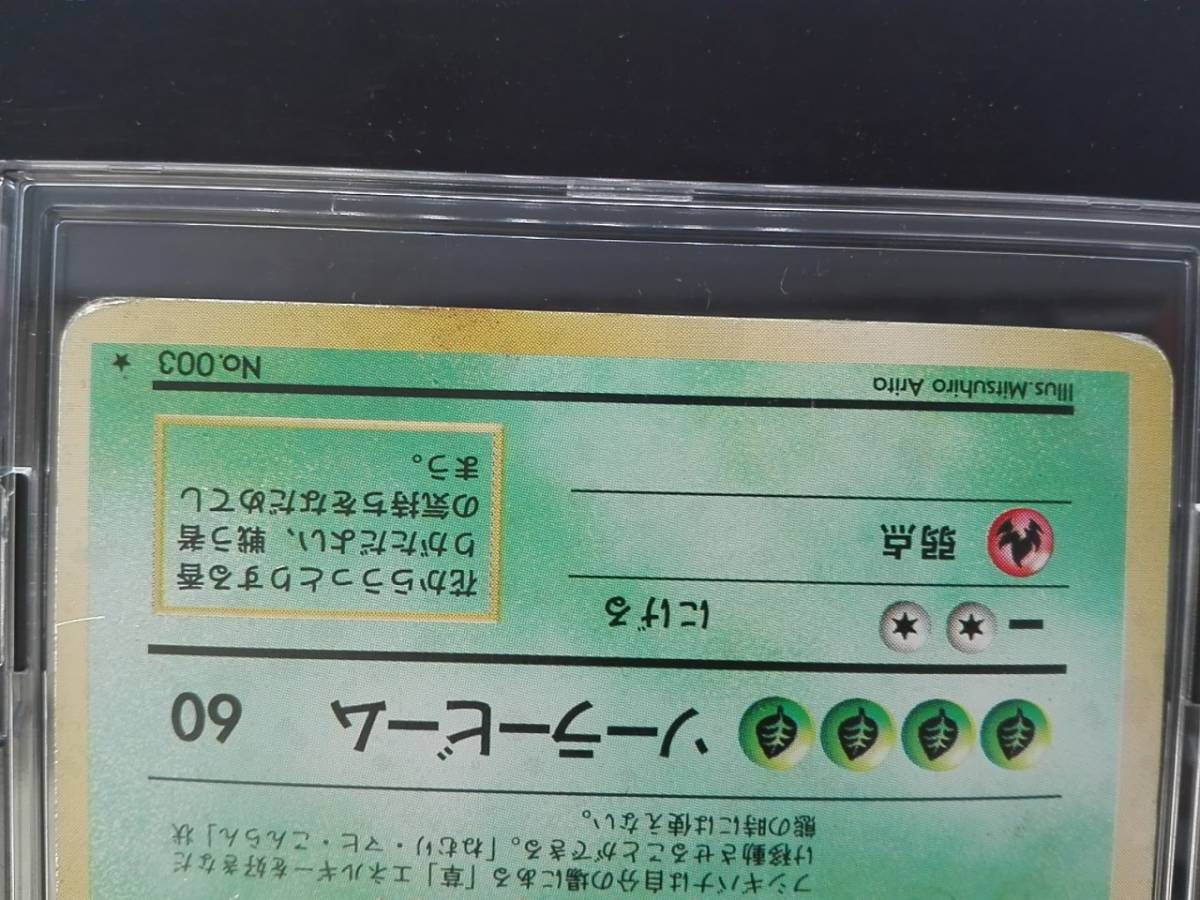 フシギバナは自分の場にある「草」エネルギーを好きなだ
け移動させることができる。「ねむり・マヒ・こんらん」状
態の時には使えない。
ソーラービーム 60
ー にげる
弱点
花からうっとりする香
りがただよい、戦う者
の気持ちをなだめてし
まう。
Illus.Mitsuhiro Arita No.003 ★